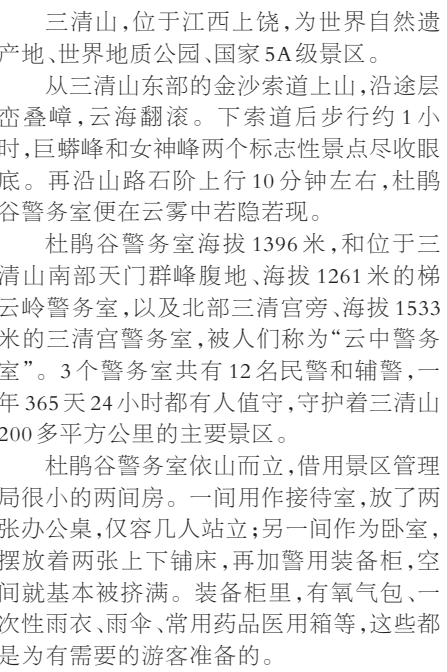 三清山,位于江西上饶,为世界自然遗
产地、世界地质公园、国家5A级景区。
从三清山东部的金沙索道上山,沿途层
峦叠嶂,云海翻滚。下索道后步行约1小
时,巨蟒峰和女神峰两个标志性景点尽收眼
底。再沿山路石阶上行10分钟左右,杜鹃
谷警务室便在云雾中若隐若现。
杜鹃谷警务室海拔1396米,和位于三
清山南部天门群峰腹地、海拔1261米的梯
云岭警务室,以及北部三清宫旁、海拔1533
米的三清宫警务室,被人们称为“云中警务
室”。3个警务室共有12名民警和辅警,一
年365天24小时都有人值守,守护着三清山
200多平方公里的主要景区。
杜鹃谷警务室依山而立,借用景区管理
局很小的两间房。一间用作接待室,放了两
张办公桌,仅容几人站立;另一间作为卧室,
摆放着两张上下铺床,再加警用装备柜,空
间就基本被挤满。装备柜里,有氧气包、一
次性雨衣、雨伞、常用药品医用箱等,这些都
是为有需要的游客准备的。